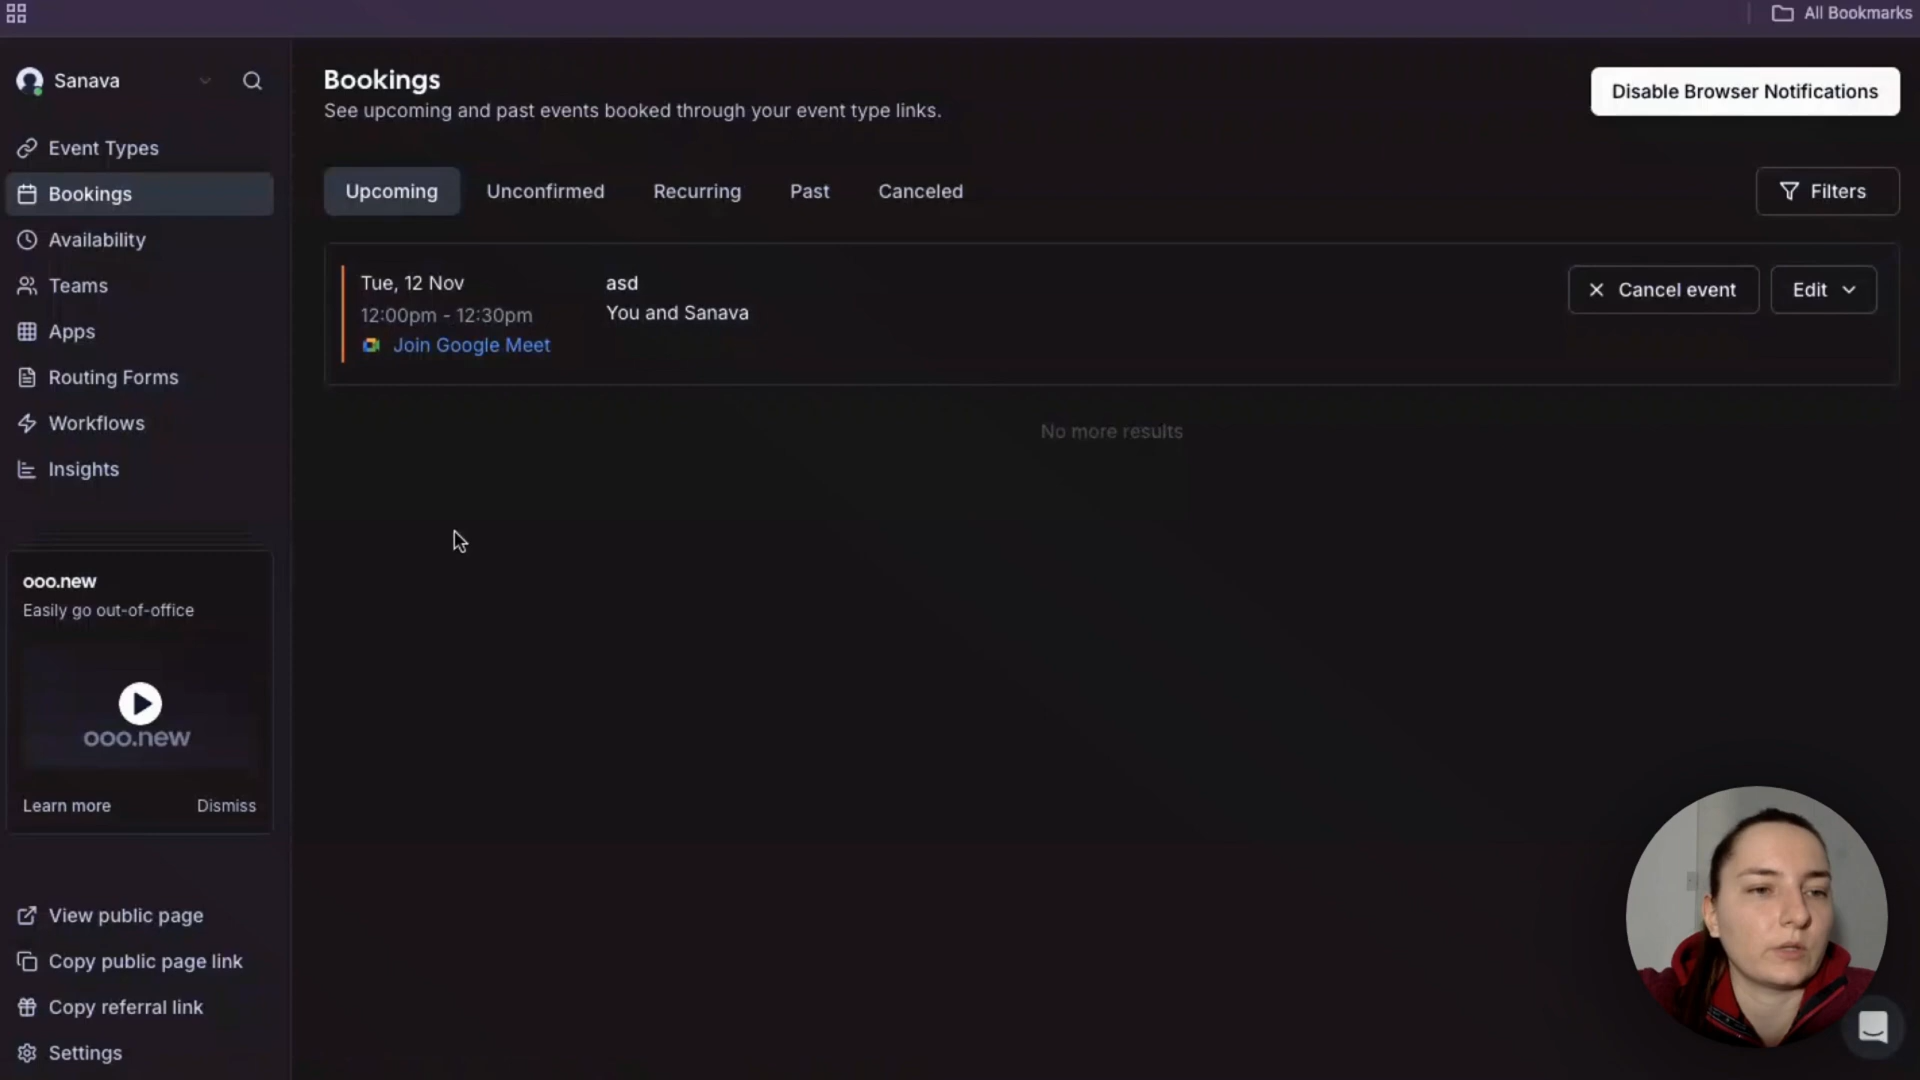 All Bookmarks
Sanava
Event Types
Bookings
Availability
Teams
Apps
Routing Forms
Workflows
Insights
ooo.new
Easily go out-of-office
ooo.new
Learn more
Dismiss
View public page
Copy public page link
Copy referral link
Settings
Bookings
See upcoming and past events booked through your event type links.
Disable Browser Notifications
Upcoming
Unconfirmed
Recurring
Past
Canceled
Filters
Tue, 12 Nov
12:00pm - 12:30pm
Join Google Meet
asd
You and Sanava
Cancel event
Edit
No more results